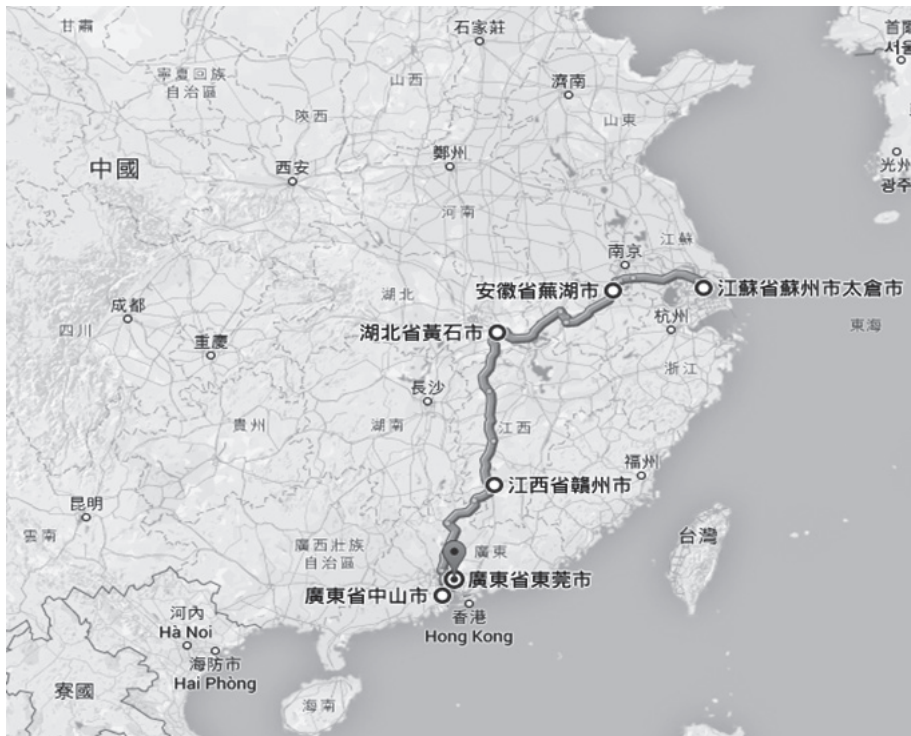 甘肅
石家莊
首爾
서울
寧夏回族
自治區
山西
濟南
陝西
山東
鄭州
中國
西安
光州
광주
河南
江蘇
南京
安徽省蕪湖市
江蘇省蘇州市太倉市
湖北
成都
杭州
東海
四川
湖北省黃石市
重慶
浙江
長沙
貴州
湖南
江西
福州
江西省贛州市
昆明
雲南
台灣
廣西壯族
自治區
廣東
廣東省東莞市
廣東省中山市
香港
Hong Kong
河內
Hà Noi
海防市
Hai Phòng
寮國
海南